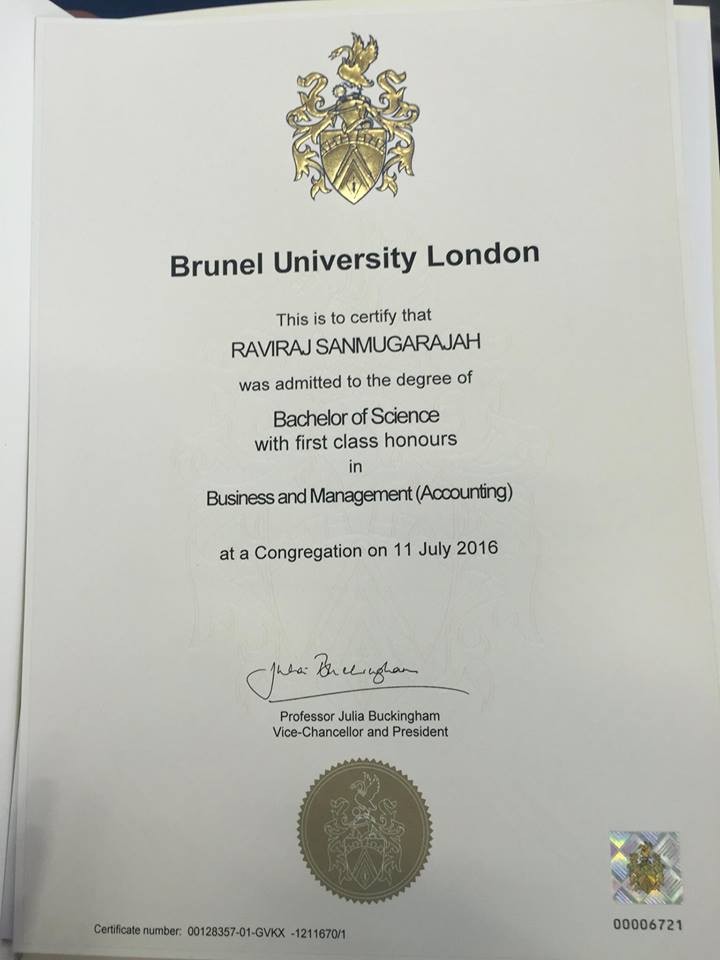 Brunel University London
This is to certify that
RAVIRAJ SANMUGARAJAH
was admitted to the degree of
Bachelor of Science
with first class honours
in
Business and Management (Accounting)
at a Congregation on 11 July 2016
Julia Buckingham
Professor Julia Buckingham
Vice-Chancellor and President
Certificate number: 00128357-01-GVKX -1211670/1
00006721